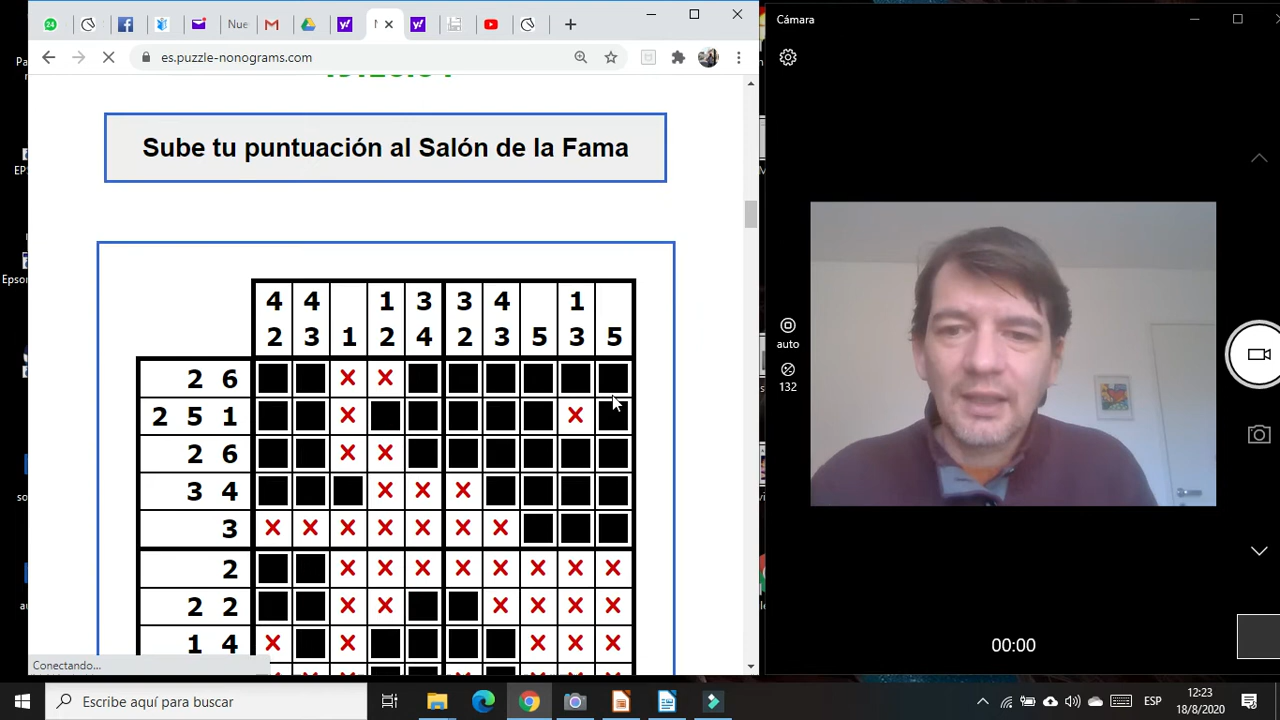 Nue
es.puzzle-nonograms.com
Sube tu puntuación al Salón de la Fama
4 4 1 3 3 4 1
2 3 1 2 4 2 3 5 3 5
2 6
2 5 1
2 6
3 4
3
2
2 2
1 4
Conectando...
Cámara
auto
132
00:00
Escribe aquí para buscar
ESP
12:23
18/8/2020